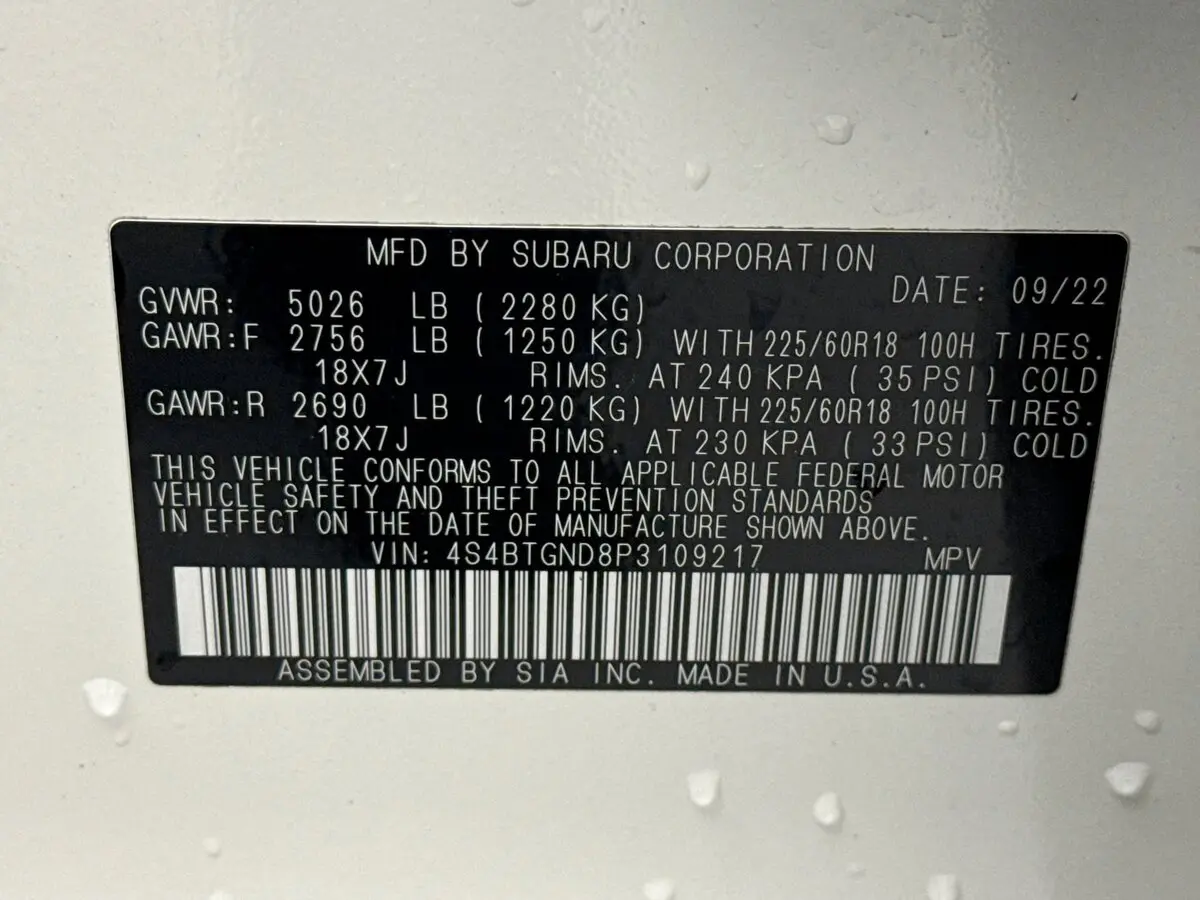 MFD BY SUBARU CORPORATION
DATE: 09/22
GVWR: 5026 LB ( 2280 KG)
GAWR:F 2756 LB ( 1250 KG) WITH 225/60R18 100H TIRES.
18X7J RIMS. AT 240 KPA ( 35 PSI) COLD
GAWR:R 2690 LB ( 1220 KG) WITH 225/60R18 100H TIRES.
18X7J RIMS. AT 230 KPA ( 33 PSI) COLD
THIS VEHICLE CONFORMS TO ALL APPLICABLE FEDERAL MOTOR
VEHICLE SAFETY AND THEFT PREVENTION STANDARDS
IN EFFECT ON THE DATE OF MANUFACTURE SHOWN ABOVE.
VIN: 4S4BTGND8P3109217 MPV
ASSEMBLED BY SIA INC. MADE IN U.S.A.